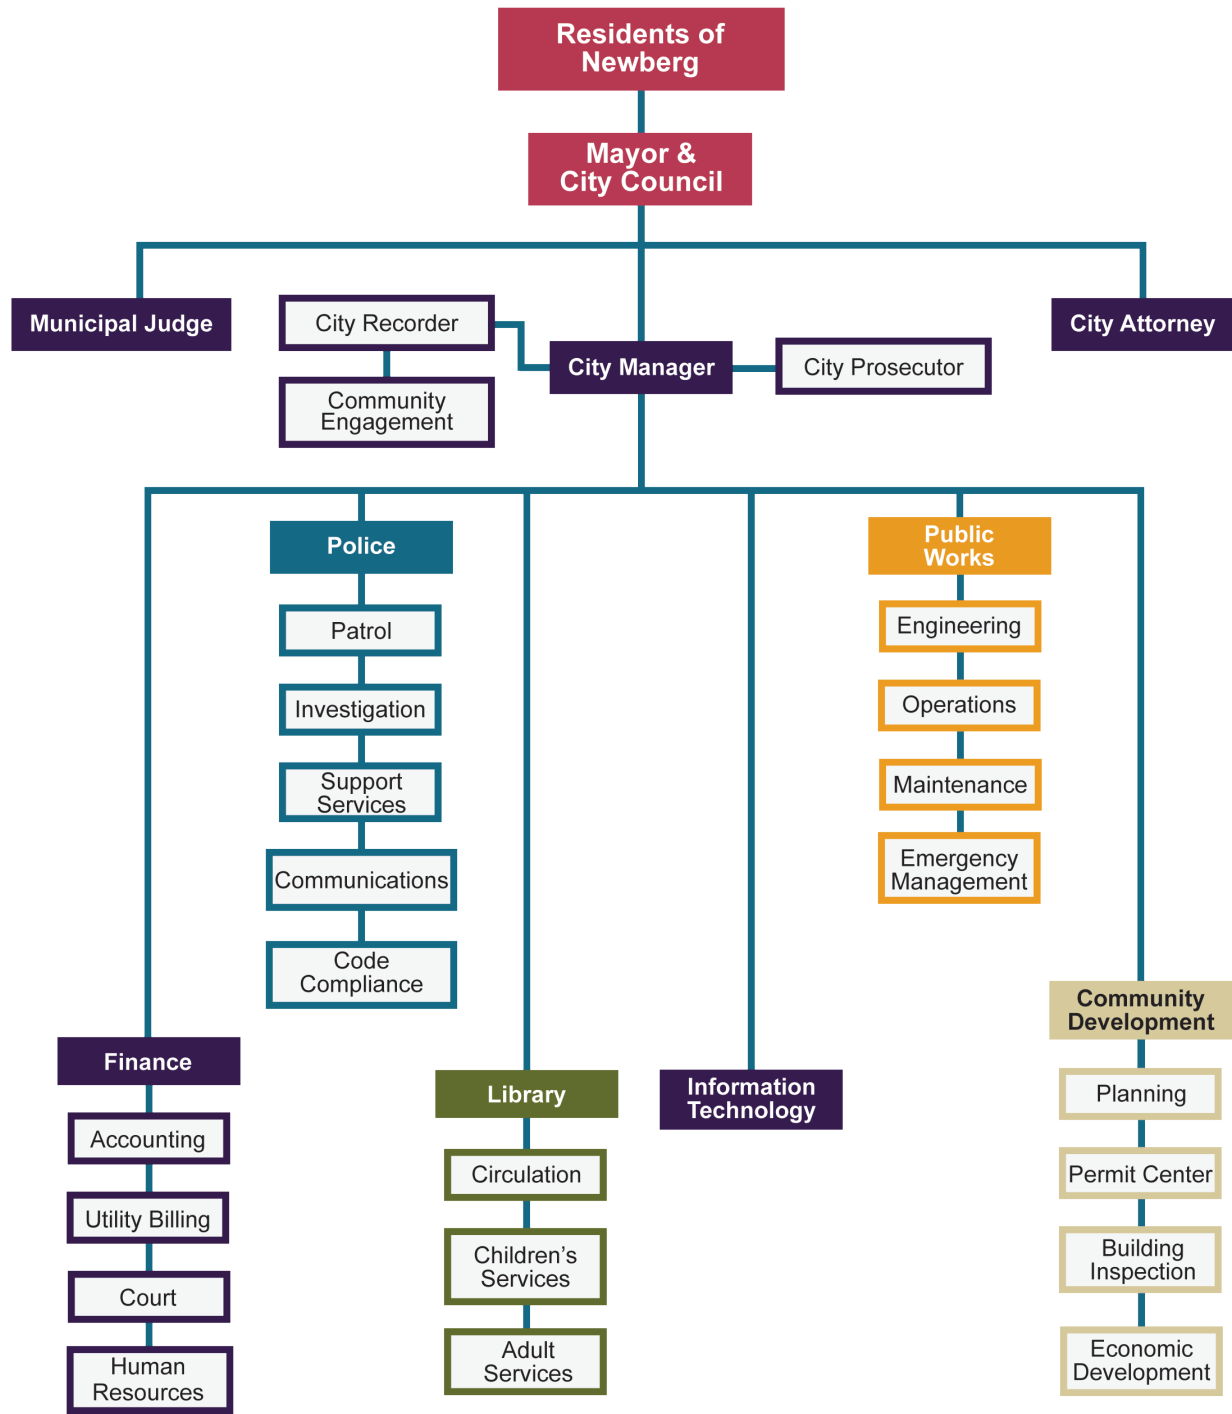 Residents of
Newberg
Mayor &
City Council
Municipal Judge
City Recorder
Community
Engagement
City Manager
City Prosecutor
City Attorney
Finance
Accounting
Utility Billing
Court
Human
Resources
Police
Patrol
Investigation
Support
Services
Communications
Code
Compliance
Library
Circulation
Children’s
Services
Adult
Services
Information
Technology
Public
Works
Engineering
Operations
Maintenance
Emergency
Management
Community
Development
Planning
Permit Center
Building
Inspection
Economic
Development